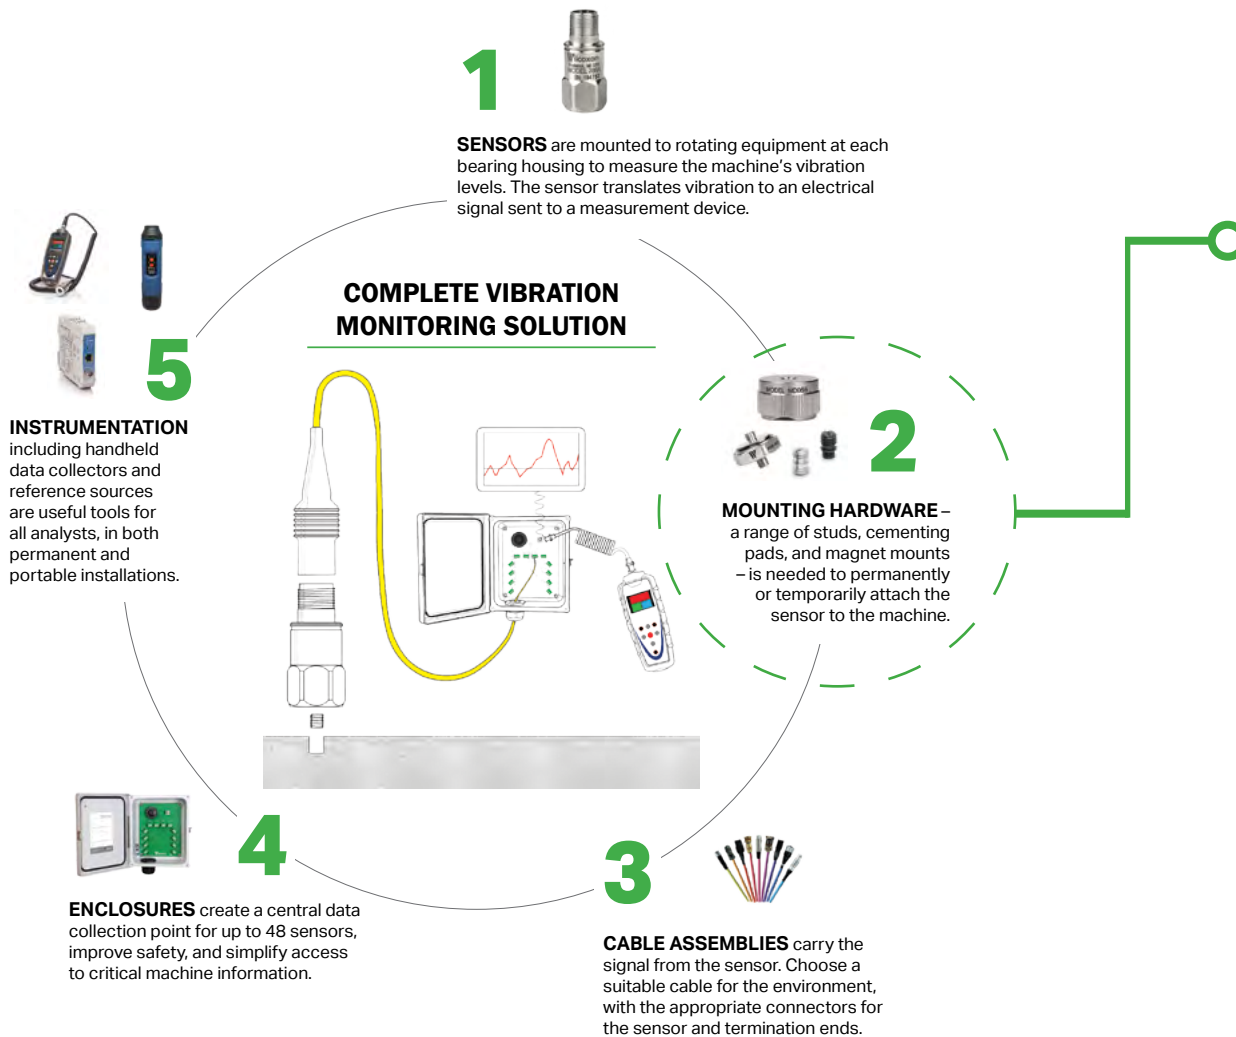 1
SENSORS are mounted to rotating equipment at each
bearing housing to measure the machine's vibration
levels. The sensor translates vibration to an electrical
signal sent to a measurement device.
COMPLETE VIBRATION
MONITORING SOLUTION
2
MOUNTING HARDWARE –
a range of studs, cementing
pads, and magnet mounts
– is needed to permanently
or temporarily attach the
sensor to the machine.
3
CABLE ASSEMBLIES carry the
signal from the sensor. Choose a
suitable cable for the environment,
with the appropriate connectors for
the sensor and termination ends.
4
ENCLOSURES create a central data
collection point for up to 48 sensors,
improve safety, and simplify access
to critical machine information.
5
INSTRUMENTATION
including handheld
data collectors and
reference sources
are useful tools for
all analysts, in both
permanent and
portable installations.